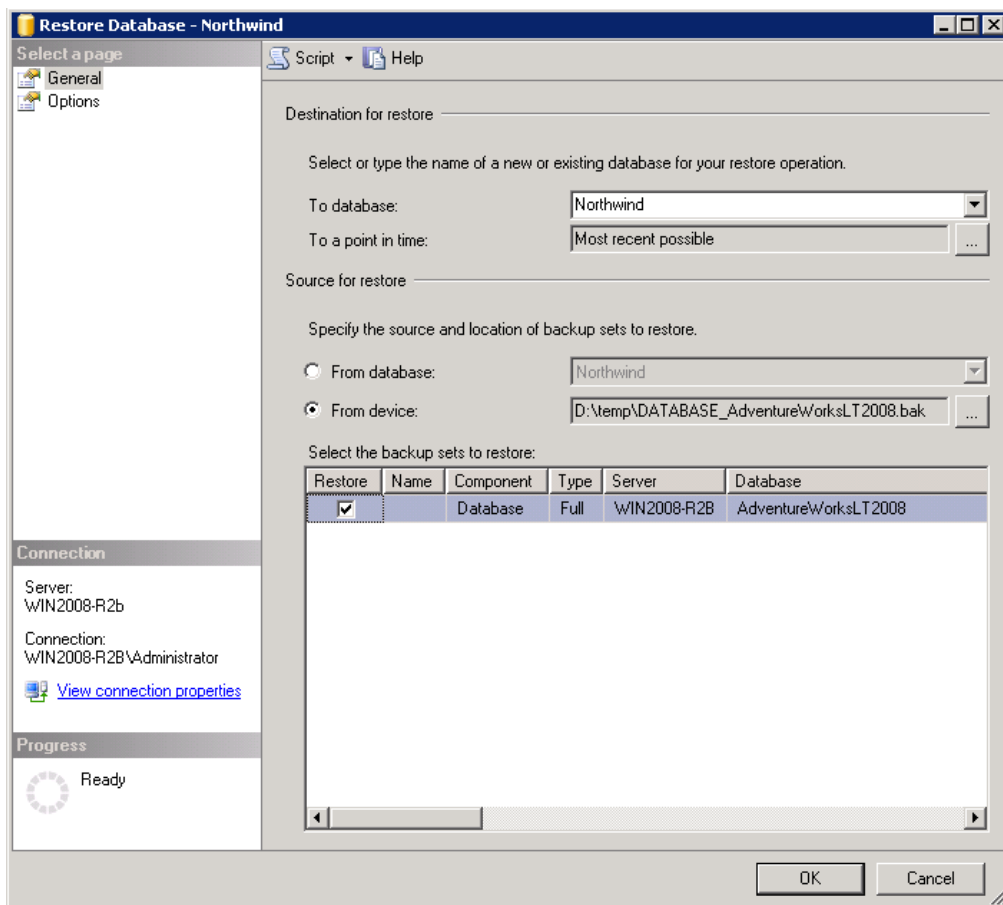 Restore Database - Northwind
Select a page
General
Options
Script Help
Destination for restore
Select or type the name of a new or existing database for your restore operation.
To database: Northwind
To a point in time: Most recent possible ...
Source for restore
Specify the source and location of backup sets to restore.
From database: Northwind
From device: D:\temp\DATABASE_AdventureWorksLT2008.bak ...
Select the backup sets to restore:
Restore Name Component Type Server Database
Database Full WIN2008-R2B AdventureWorksLT2008
Connection
Server:
WIN2008-R2b
Connection:
WIN2008-R2B\Administrator
View connection properties
Progress
Ready
OK Cancel